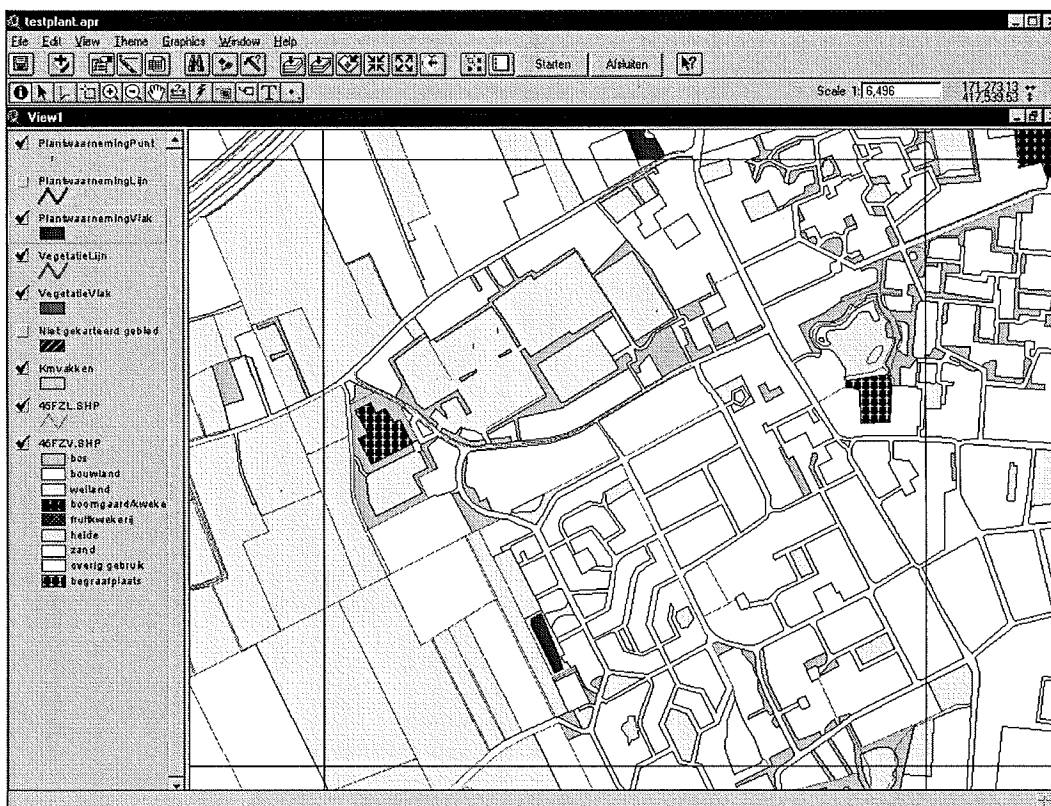 testplant.apr
File Edit View Theme Graphics Window Help
Starten Afsluiten
Scale 1: 6,496
171,273.13
417,539.53
View1
PlantwaarnemingPunt
PlantwaarnemingLijn
PlantwaarnemingVlak
VegetatieLijn
VegetatieVlak
Niet gekarteerd gebied
Kmvakken
45FZL.SHP
45FZV.SHP
bos
bouwland
weiland
boomgaard/kweke
fruitkwekerij
heide
zand
overig gebruik
begraafplaats